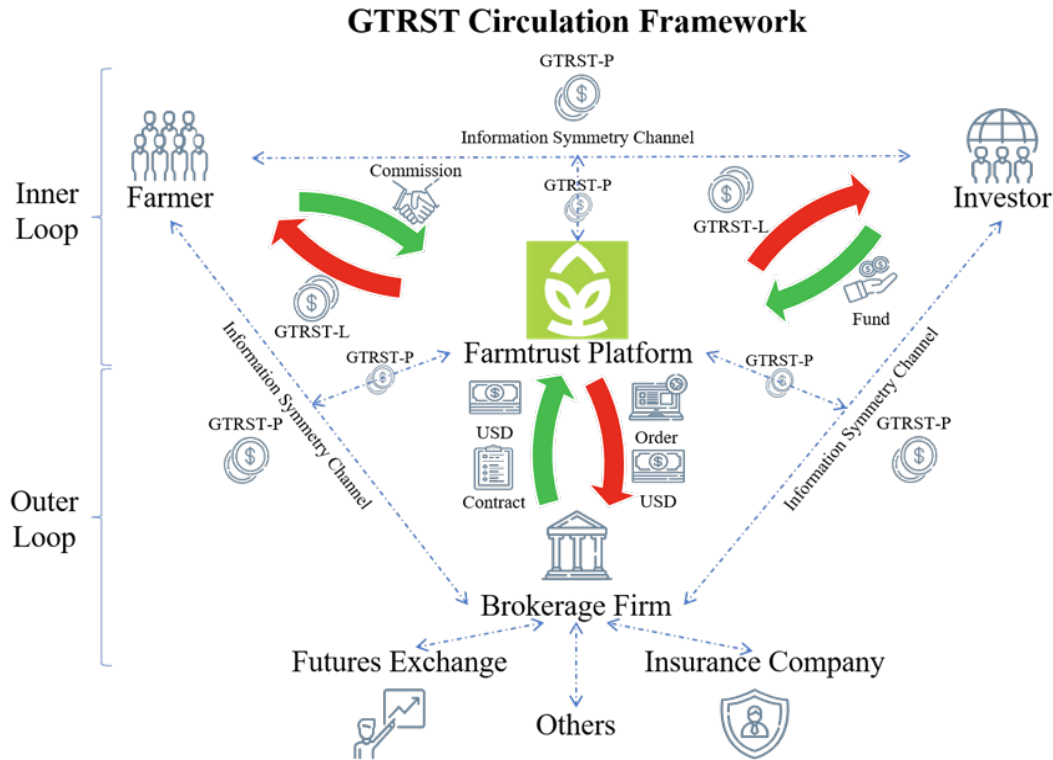 GTRST Circulation Framework
GTRST-P
Information Symmetry Channel
Farmer
Investor
Inner
Loop
Commission
GTRST-P
GTRST-L
GTRST-L
Fund
Farmtrust Platform
Information Symmetry Channel
GTRST-P
GTRST-P
Information Symmetry Channel
GTRST-P
GTRST-P
USD
Order
Contract
USD
Outer
Loop
Brokerage Firm
Futures Exchange
Insurance Company
Others